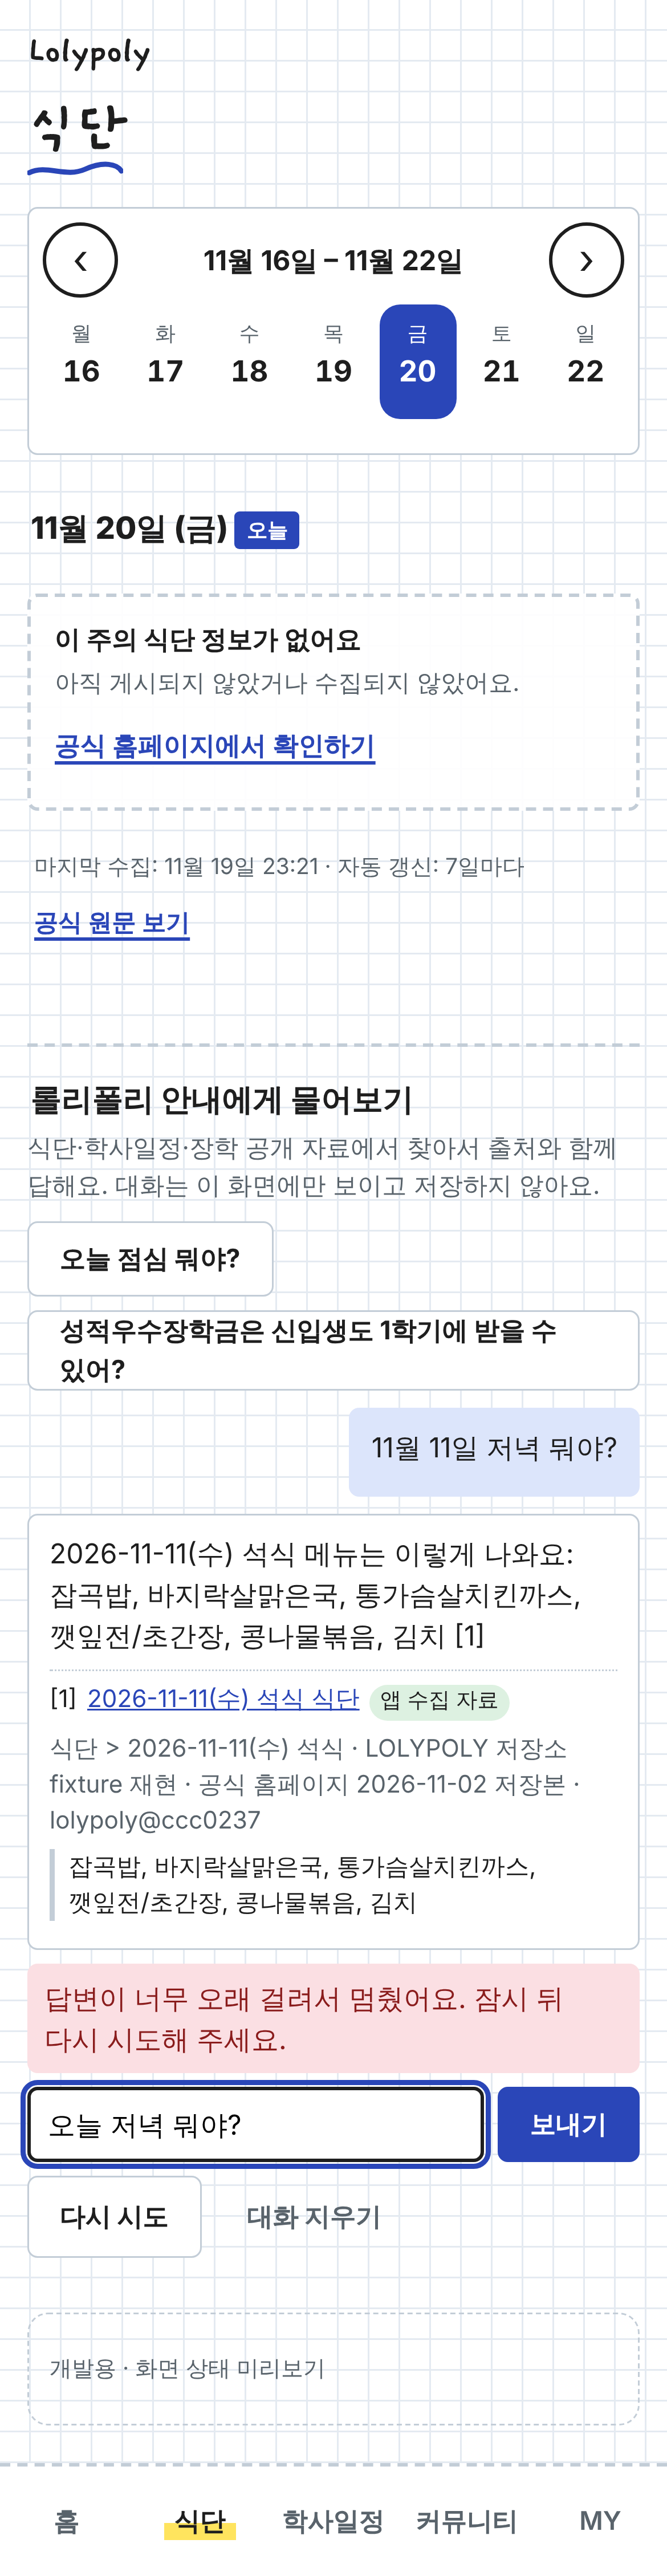 Lolypoly
식단
‹ 11월 16일 – 11월 22일 ›
월 화 수 목 금 토 일
16 17 18 19 20 21 22
11월 20일 (금) 오늘
이 주의 식단 정보가 없어요
아직 게시되지 않았거나 수집되지 않았어요.
공식 홈페이지에서 확인하기
마지막 수집: 11월 19일 23:21 · 자동 갱신: 7일마다
공식 원문 보기
롤리폴리 안내에게 물어보기
식단·학사일정·장학 공개 자료에서 찾아서 출처와 함께
답해요. 대화는 이 화면에만 보이고 저장하지 않아요.
오늘 점심 뭐야?
성적우수장학금은 신입생도 1학기에 받을 수
있어?
11월 11일 저녁 뭐야?
2026-11-11(수) 석식 메뉴는 이렇게 나와요:
잡곡밥, 바지락살맑은국, 통가슴살치킨까스,
깻잎전/초간장, 콩나물볶음, 김치 [1]
[1] 2026-11-11(수) 석식 식단 앱 수집 자료
식단 > 2026-11-11(수) 석식 · LOLYPOLY 저장소
fixture 재현 · 공식 홈페이지 2026-11-02 저장본 ·
lolypoly@ccc0237
잡곡밥, 바지락살맑은국, 통가슴살치킨까스,
깻잎전/초간장, 콩나물볶음, 김치
답변이 너무 오래 걸려서 멈췄어요. 잠시 뒤
다시 시도해 주세요.
오늘 저녁 뭐야? 보내기
다시 시도 대화 지우기
개발용 · 화면 상태 미리보기
홈 식단 학사일정 커뮤니티 MY